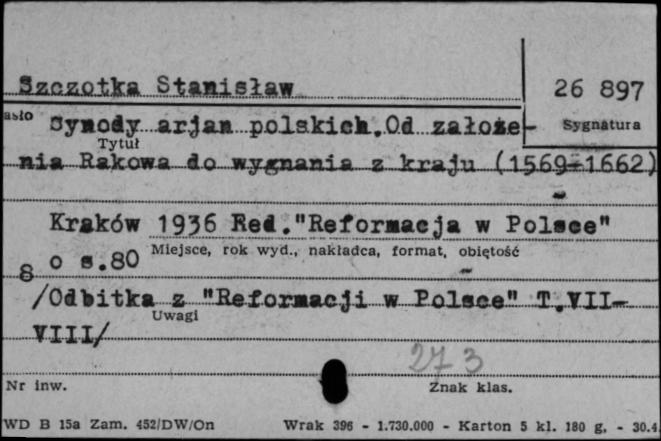 Szczotka Stanisław
26 897
asło
Synody arjan polskich.Od założe-
Sygnatura
Tytuł
nia Rakowa do wygnania z kraju (1569-1662)
Kraków 1936 Red."Reformacja w Polsce"
Miejsce, rok wyd., nakładca, format, objętość
8 o s.80
/Odbitka z "Reformacji w Polsce" T.VII-
Uwagi
VIII/
27 3
Nr inw.
Znak klas.
WD B 15a Zam. 452/DW/On Wrak 396 - 1.730.000 - Karton 5 kl. 180 g. - 30.4